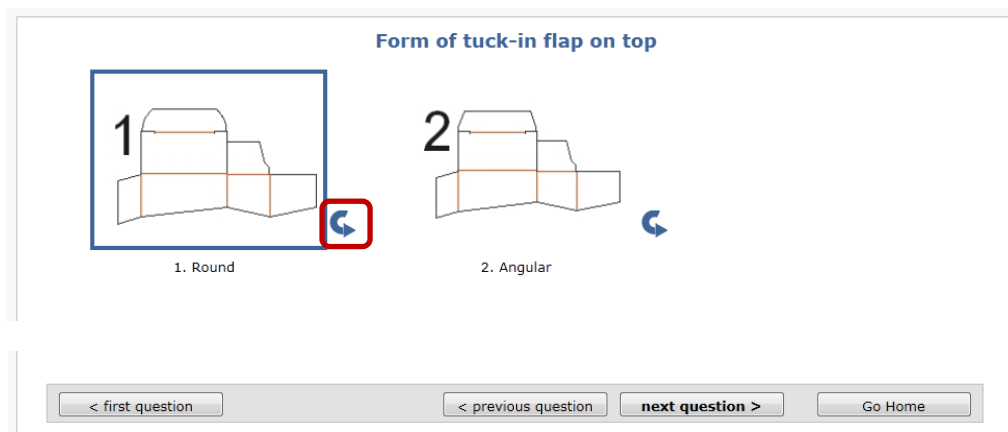 Form of tuck-in flap on top
1
2
1. Round
2. Angular
< first question
< previous question
next question >
Go Home